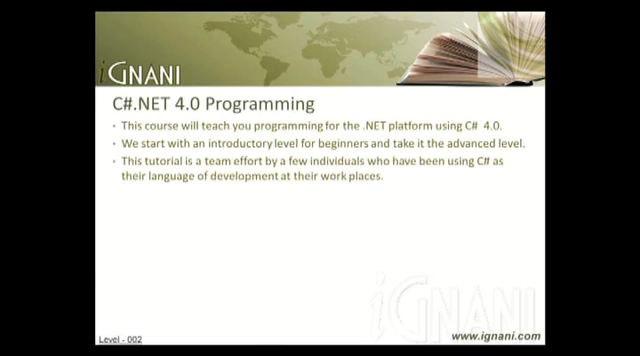 iGNANI
C#.NET 4.0 Programming
• This course will teach you programming for the .NET platform using C# 4.0.
• We start with an introductory level for beginners and take it the advanced level.
• This tutorial is a team effort by a few individuals who have been using C# as
their language of development at their work places.
iGNANI
Level - 002
www.ignani.com